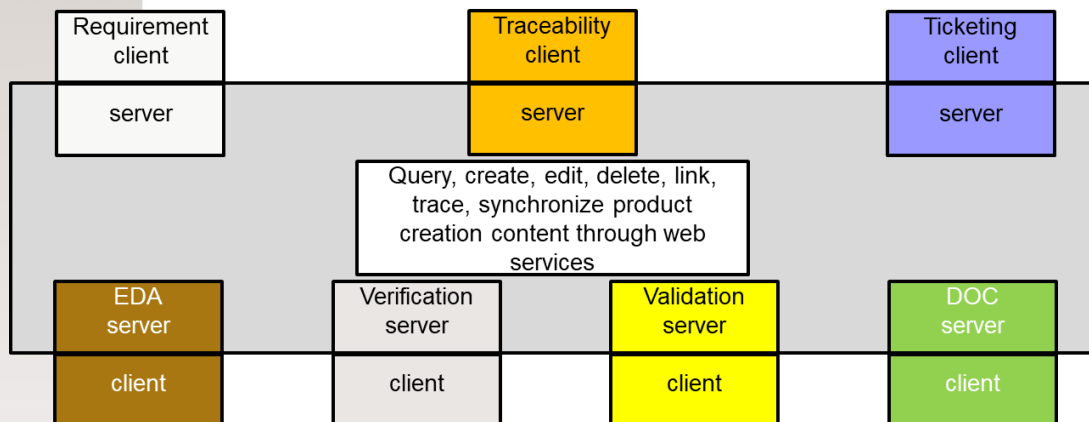 Requirement
client
server
Traceability
client
server
Ticketing
client
server
Query, create, edit, delete, link,
trace, synchronize product
creation content through web
services
EDA
server
client
Verification
server
client
Validation
server
client
DOC
server
client